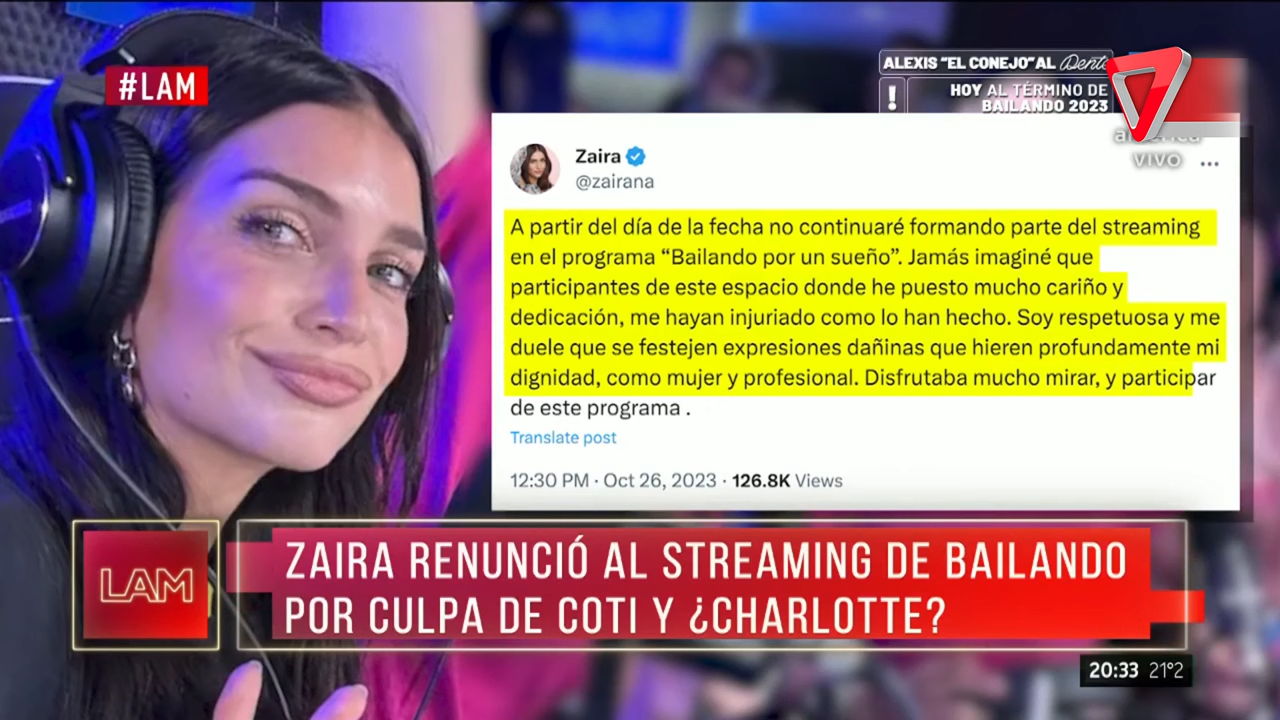 #LAM
ALEXIS "EL CONEJO" AL
HOY AL TÉRMINO DE
BAILANDO 2023
!
américa
VIVO
Zaira
@zairana
A partir del día de la fecha no continuaré formando parte del streaming
en el programa “Bailando por un sueño”. Jamás imaginé que
participantes de este espacio donde he puesto mucho cariño y
dedicación, me hayan injuriado como lo han hecho. Soy respetuosa y me
duele que se festejen expresiones dañinas que hieren profundamente mi
dignidad, como mujer y profesional. Disfrutaba mucho mirar, y participar
de este programa .
Translate post
12:30 PM · Oct 26, 2023 · 126.8K Views
LAM
ZAIRA RENUNCIÓ AL STREAMING DE BAILANDO
POR CULPA DE COTI Y ¿CHARLOTTE?
20:33 21°2